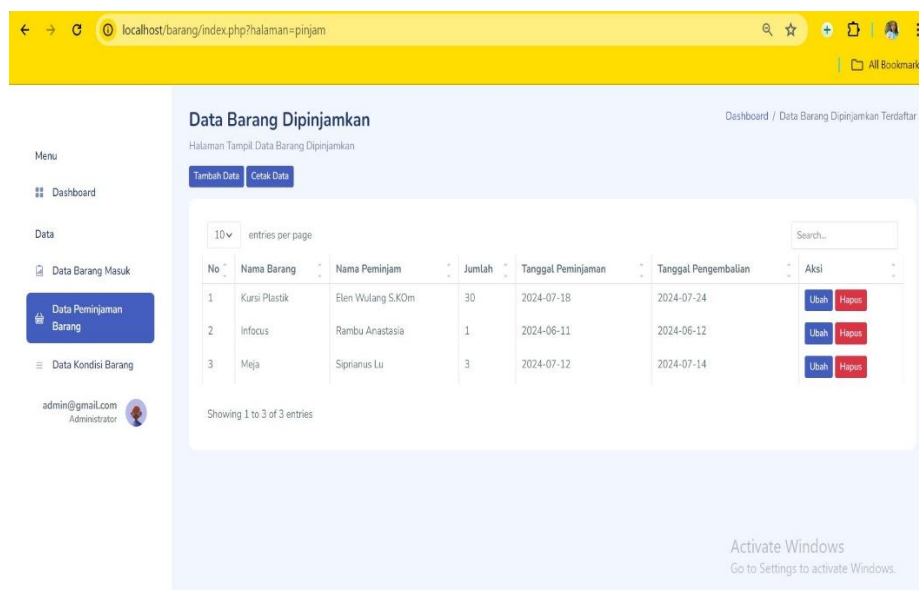 localhost/barang/index.php?halaman=pinjam
All Bookmark
Data Barang Dipinjamkan
Dashboard / Data Barang Dipinjamkan Terdaftar
Halaman Tampil Data Barang Dipinjamkan
Tambah Data Cetak Data
Menu
Dashboard
Data
Data Barang Masuk
Data Peminjaman
Barang
Data Kondisi Barang
admin@gmail.com
Administrator
10 entries per page Search...
No Nama Barang Nama Peminjam Jumlah Tanggal Peminjaman Tanggal Pengembalian Aksi
1 Kursi Plastik Elen Wulang S.KOm 30 2024-07-18 2024-07-24 Ubah Hapus
2 Infocus Rambu Anastasia 1 2024-06-11 2024-06-12 Ubah Hapus
3 Meja Siprianus Lu 3 2024-07-12 2024-07-14 Ubah Hapus
Showing 1 to 3 of 3 entries
Activate Windows
Go to Settings to activate Windows.